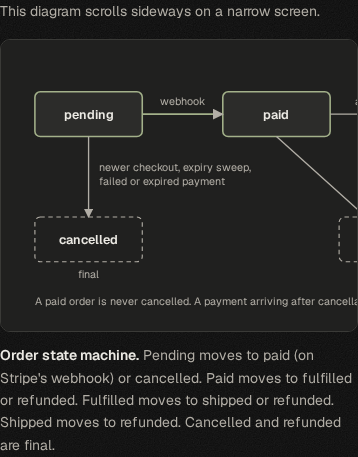 This diagram scrolls sideways on a narrow screen.
pending
webhook
paid
newer checkout, expiry sweep,
failed or expired payment
cancelled
final
A paid order is never cancelled. A payment arriving after
Order state machine. Pending moves to paid (on
Stripe's webhook) or cancelled. Paid moves to fulfilled
or refunded. Fulfilled moves to shipped or refunded.
Shipped moves to refunded. Cancelled and refunded
are final.